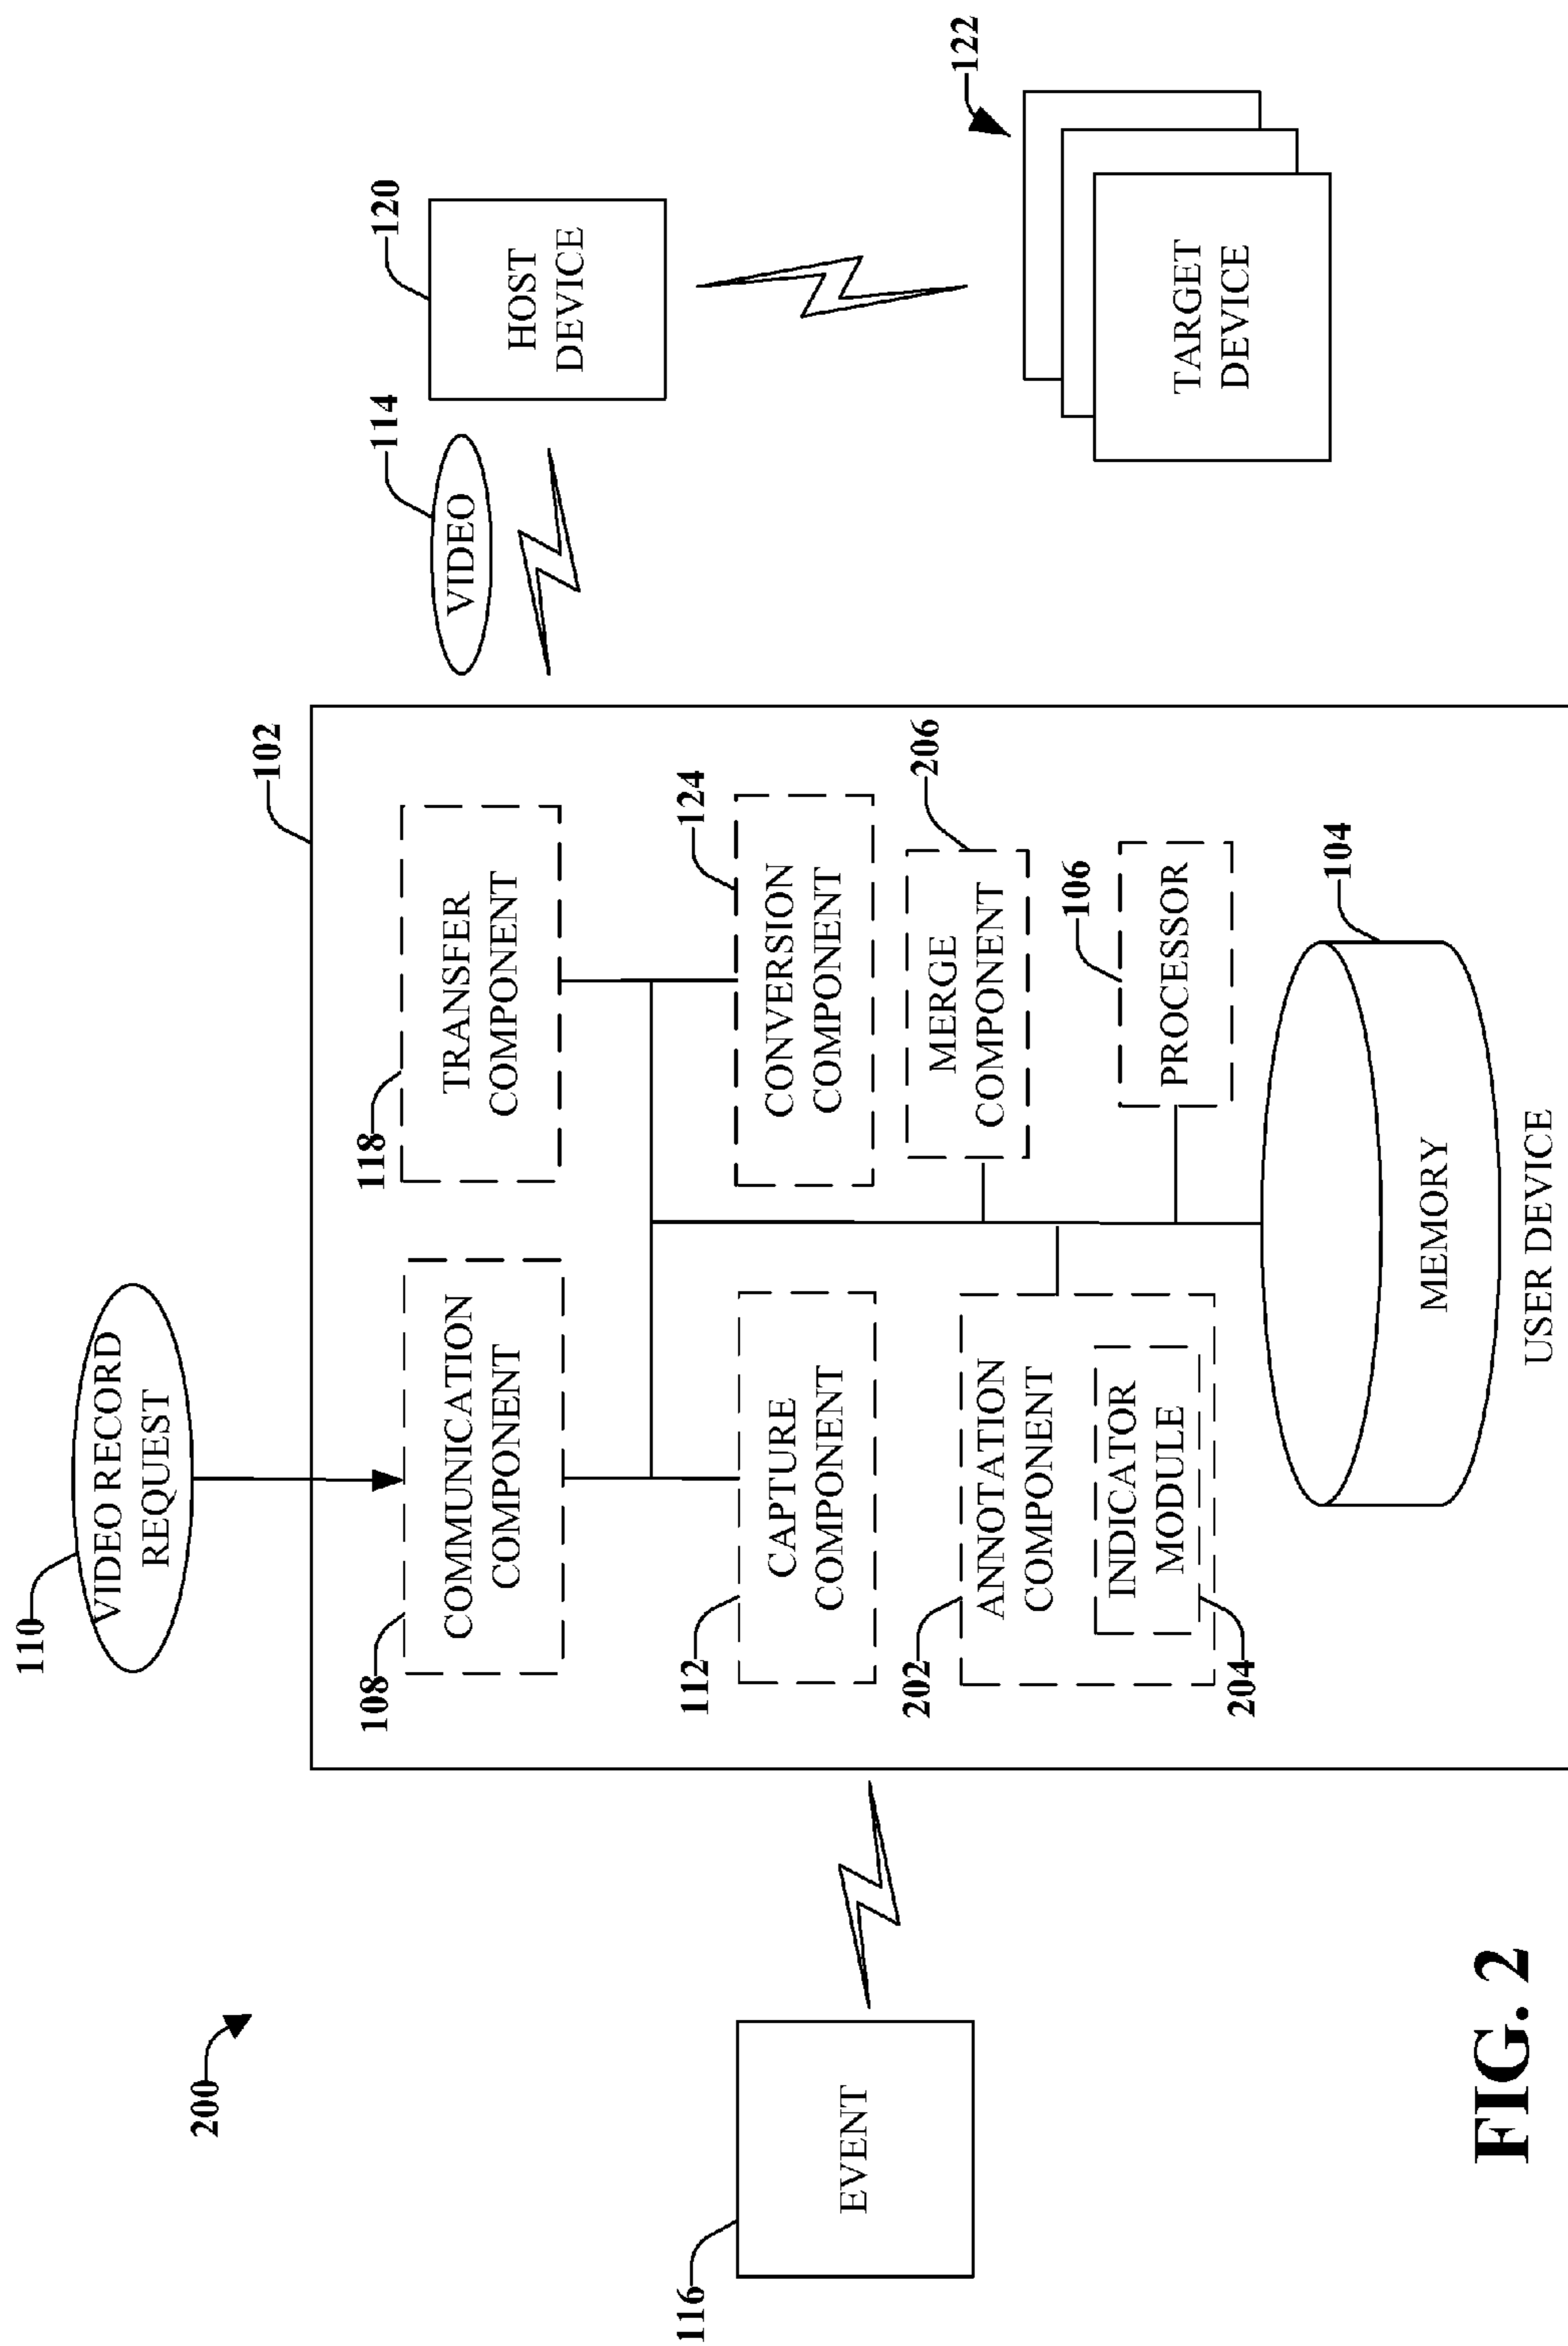 200
110
VIDEO RECORD
REQUEST
102
108
COMMUNICATION
COMPONENT
118
TRANSFER
COMPONENT
114
VIDEO
120
HOST
DEVICE
116
EVENT
112
CAPTURE
COMPONENT
124
CONVERSION
COMPONENT
202
ANNOTATION
COMPONENT
INDICATOR
MODULE
204
206
MERGE
COMPONENT
106
PROCESSOR
122
TARGET
DEVICE
104
MEMORY
USER DEVICE
FIG. 2